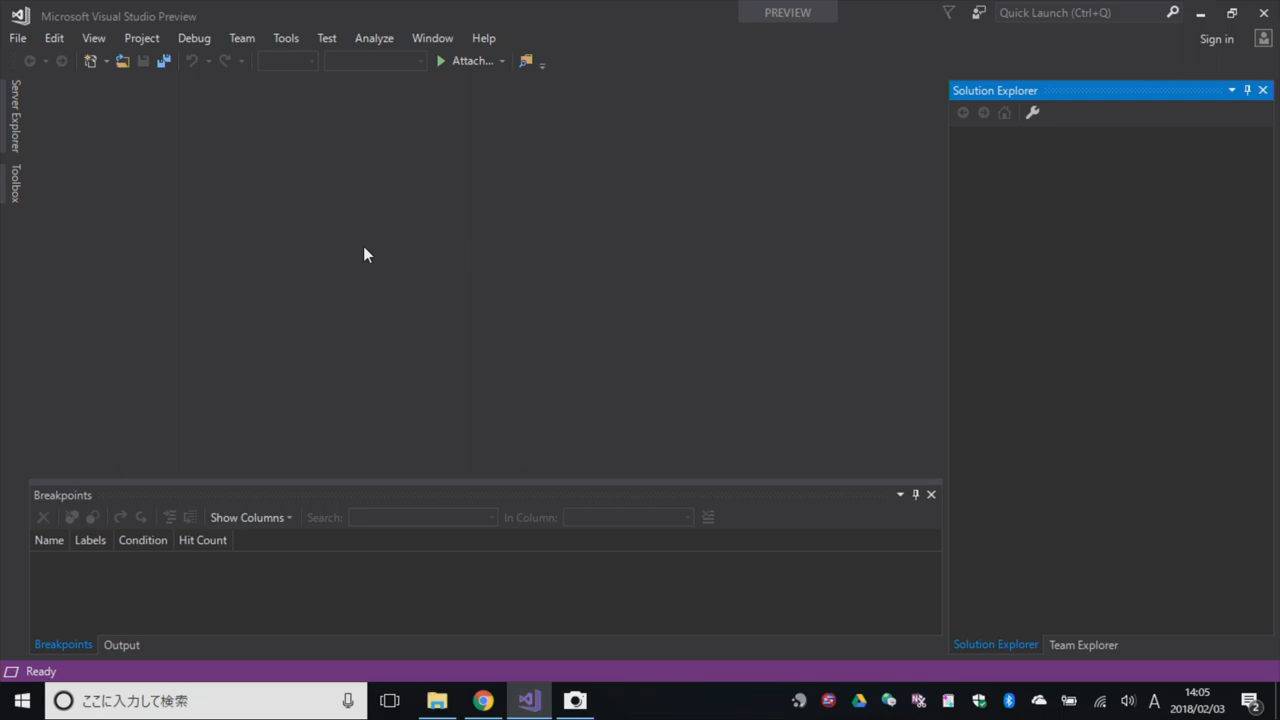 Microsoft Visual Studio Preview
PREVIEW
Quick Launch (Ctrl+Q)
File Edit View Project Debug Team Tools Test Analyze Window Help
Sign in
Attach...
Server Explorer
Toolbox
Solution Explorer
Breakpoints
Show Columns
Search:
In Column:
Name Labels Condition Hit Count
Breakpoints Output
Solution Explorer Team Explorer
Ready
ここに入力して検索
A
14:05
2018/02/03
2